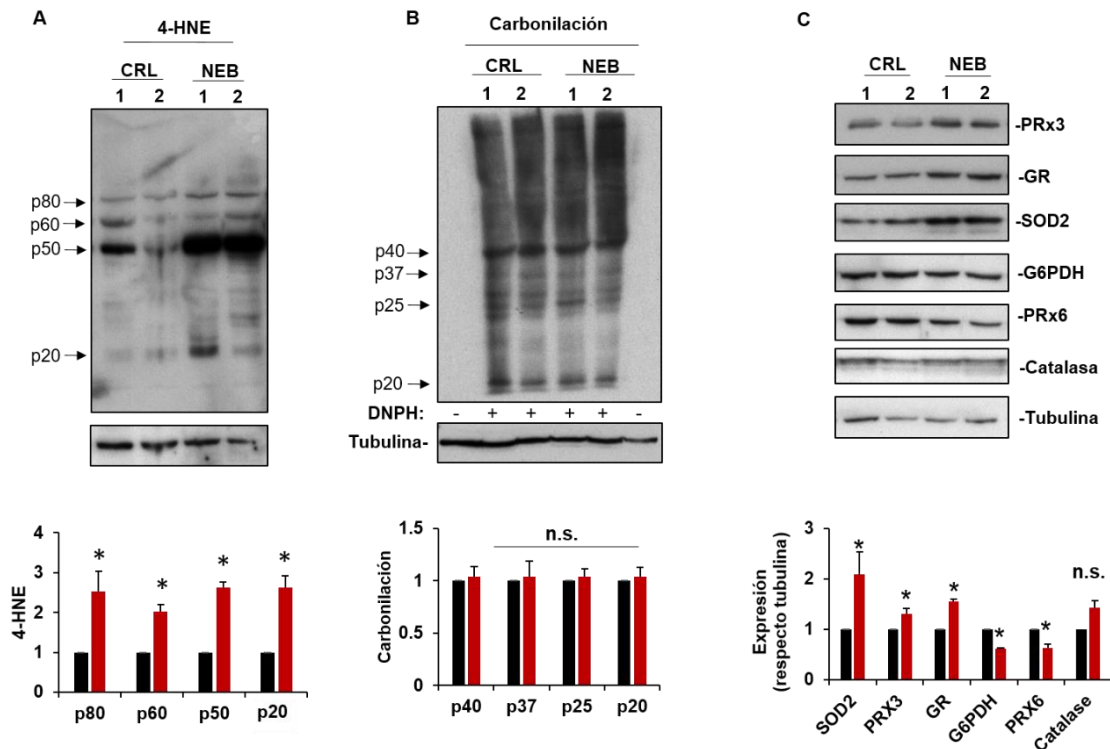 A
4-HNE
CRL NEB
1 2 1 2
p80
p60
p50
p20
4-HNE
4
3
2
1
0
* * * *
p80 p60 p50 p20
B
Carbonilación
CRL NEB
1 2 1 2
p40
p37
p25
p20
DNPH: - + + + + -
Tubulina-
Carbonilación
1.5
1
0.5
0
n.s.
p40 p37 p25 p20
C
CRL NEB
1 2 1 2
-PRx3
-GR
-SOD2
-G6PDH
-PRx6
-Catalasa
-Tubulina
Expresión
(respecto tubulina)
3
2
1
0
* * * * * n.s.
SOD2 PRX3 GR G6PDH PRX6 Catalase